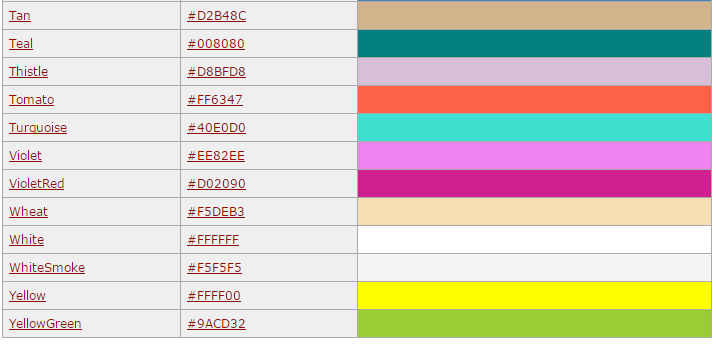 Tan #D2B48C
Teal #008080
Thistle #D8BFD8
Tomato #FF6347
Turquoise #40E0D0
Violet #EE82EE
VioletRed #D02090
Wheat #F5DEB3
White #FFFFFF
WhiteSmoke #F5F5F5
Yellow #FFFF00
YellowGreen #9ACD32